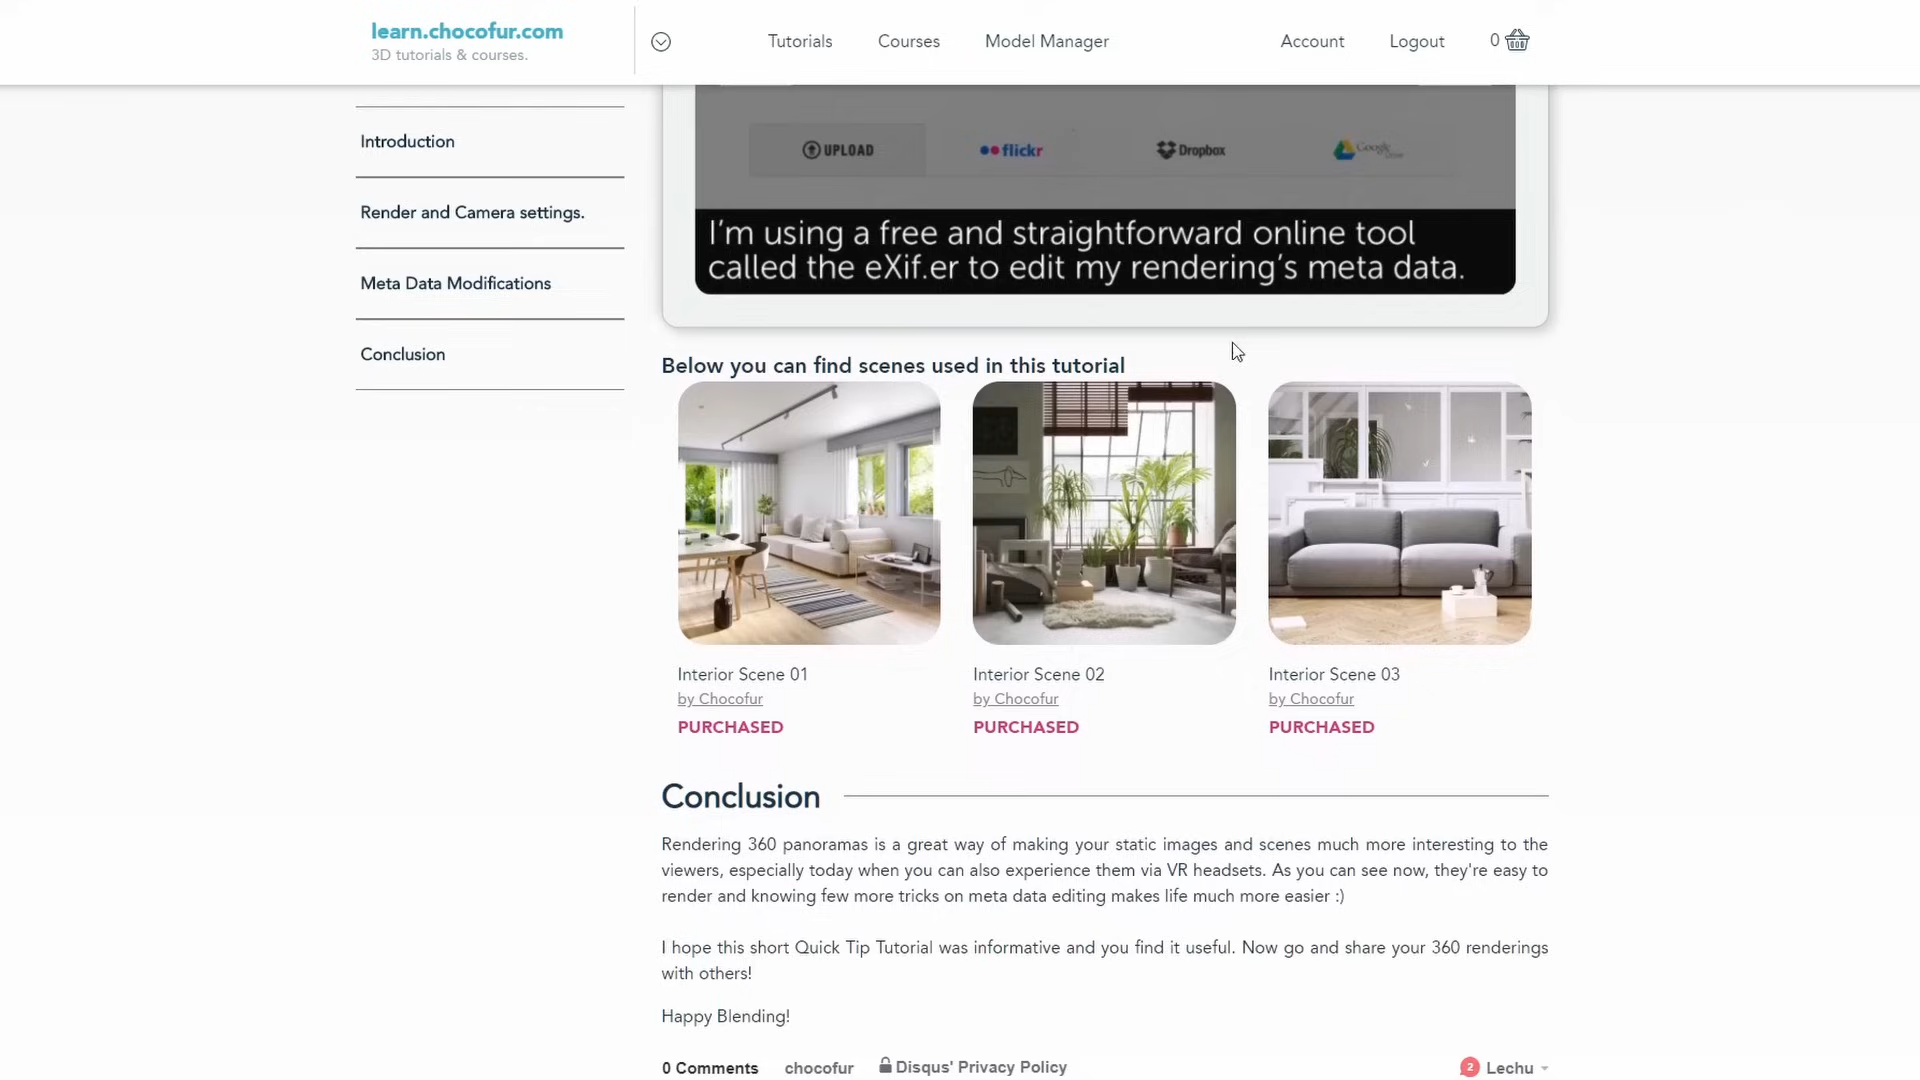 learn.chocofur.com
3D tutorials & courses.
Tutorials
Courses
Model Manager
Account
Logout
0
Introduction
Render and Camera settings.
Meta Data Modifications
Conclusion
UPLOAD
flickr
Dropbox
Google Drive
I'm using a free and straightforward online tool
called the eXif.er to edit my rendering's meta data.
Below you can find scenes used in this tutorial
Interior Scene 01
by Chocofur
PURCHASED
Interior Scene 02
by Chocofur
PURCHASED
Interior Scene 03
by Chocofur
PURCHASED
Conclusion
Rendering 360 panoramas is a great way of making your static images and scenes much more interesting to the
viewers, especially today when you can also experience them via VR headsets. As you can see now, they're easy to
render and knowing few more tricks on meta data editing makes life much more easier :)
I hope this short Quick Tip Tutorial was informative and you find it useful. Now go and share your 360 renderings
with others!
Happy Blending!
0 Comments
chocofur
Disqus' Privacy Policy
2
Lechu